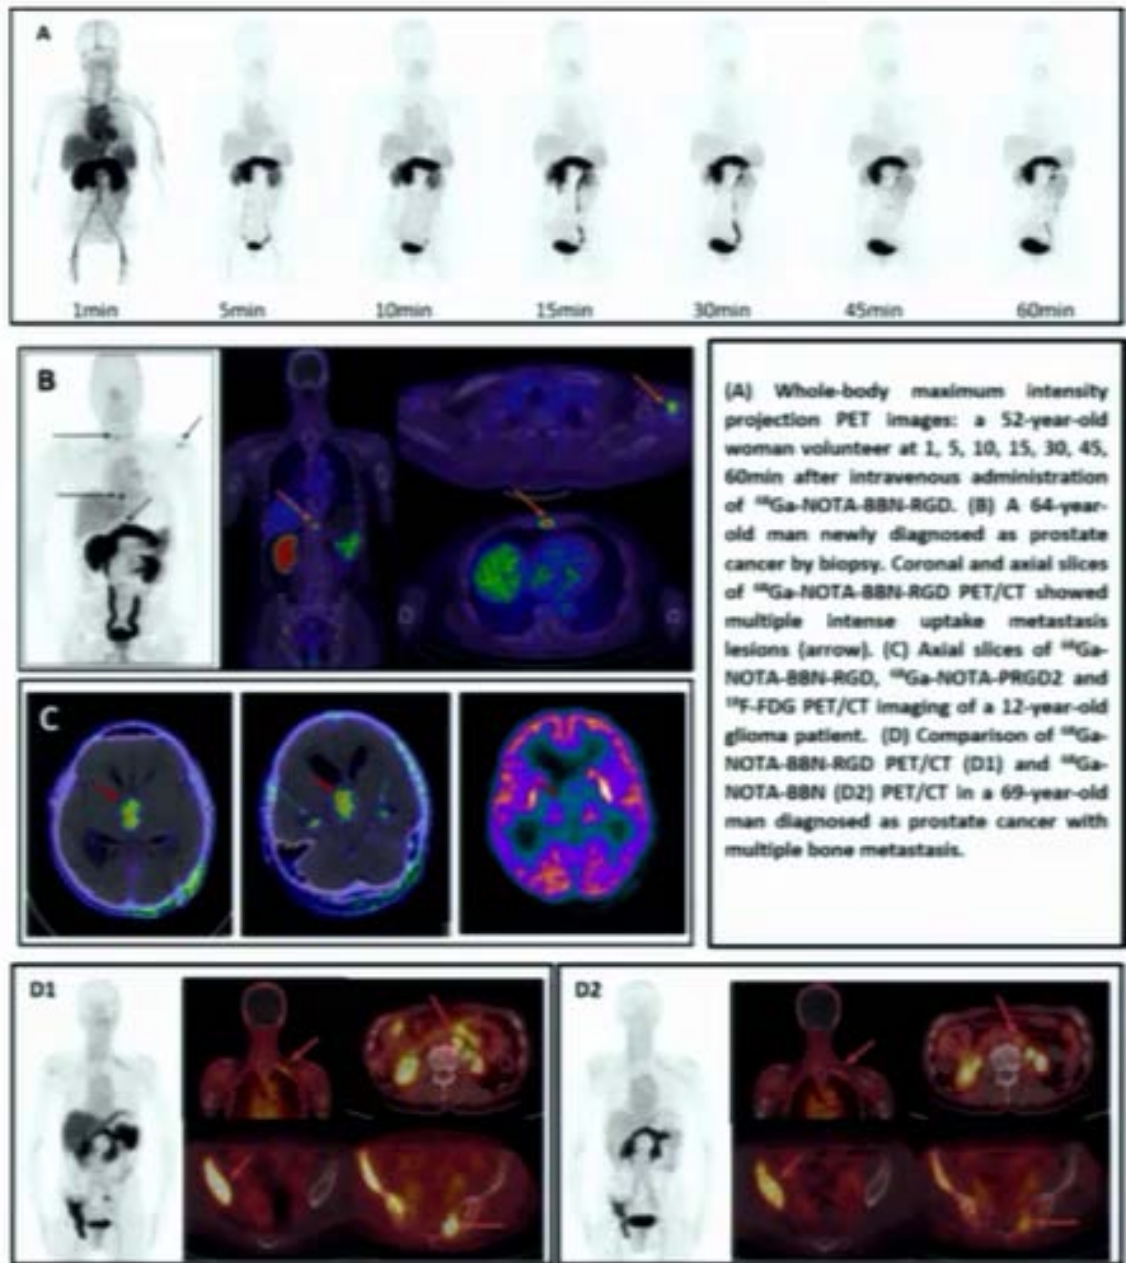 A
1min 5min 10min 15min 30min 45min 60min
B
(A) Whole-body maximum intensity
projection PET images: a 52-year-old
woman volunteer at 1, 5, 10, 15, 30, 45,
60min after intravenous administration
of ⁶⁸Ga-NOTA-BBN-RGD. (B) A 64-year-
old man newly diagnosed as prostate
cancer by biopsy. Coronal and axial slices
of ⁶⁸Ga-NOTA-BBN-RGD PET/CT showed
multiple intense uptake metastasis
lesions (arrow). (C) Axial slices of ⁶⁸Ga-
NOTA-BBN-RGD, ⁶⁸Ga-NOTA-PRGD2 and
¹⁸F-FDG PET/CT imaging of a 12-year-old
glioma patient. (D) Comparison of ⁶⁸Ga-
NOTA-BBN-RGD PET/CT (D1) and ⁶⁸Ga-
NOTA-BBN (D2) PET/CT in a 69-year-old
man diagnosed as prostate cancer with
multiple bone metastasis.
C
D1
D2